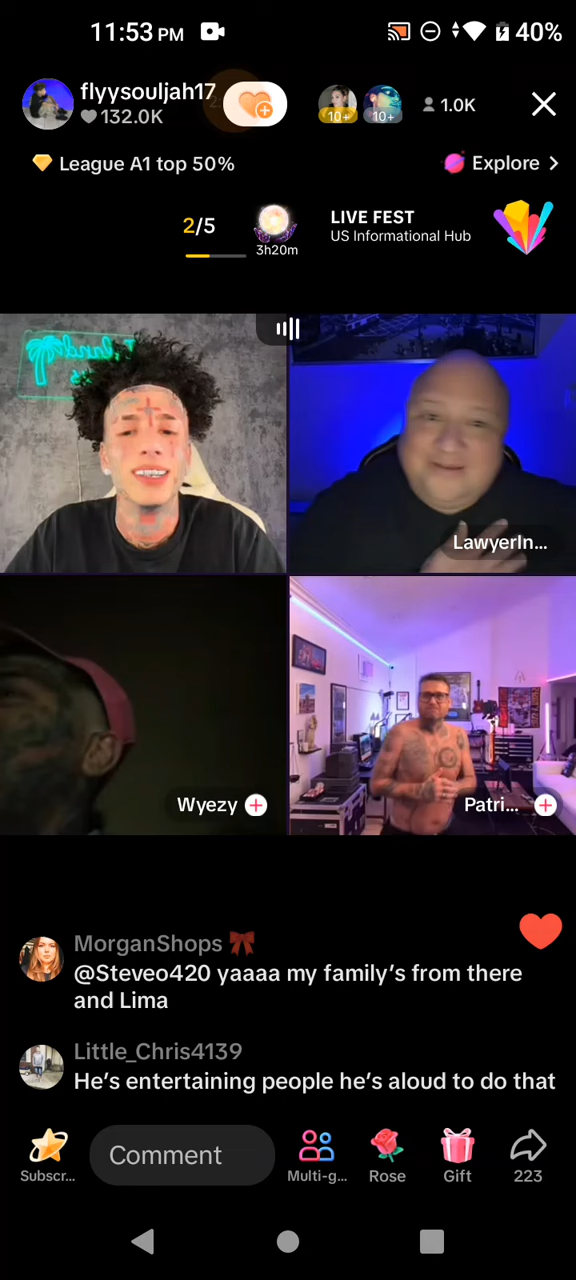 11:53 PM
40%
flyysouljah17
132.0K
10+
10+
1.0K
League A1 top 50%
Explore >
2/5
3h20m
LIVE FEST
US Informational Hub
LawyerIn...
Wyezy
Patri...
MorganShops
@Steveo420 yaaaa my family's from there
and Lima
Little_Chris4139
He's entertaining people he's aloud to do that
Subscr...
Comment
Multi-g...
Rose
Gift
223